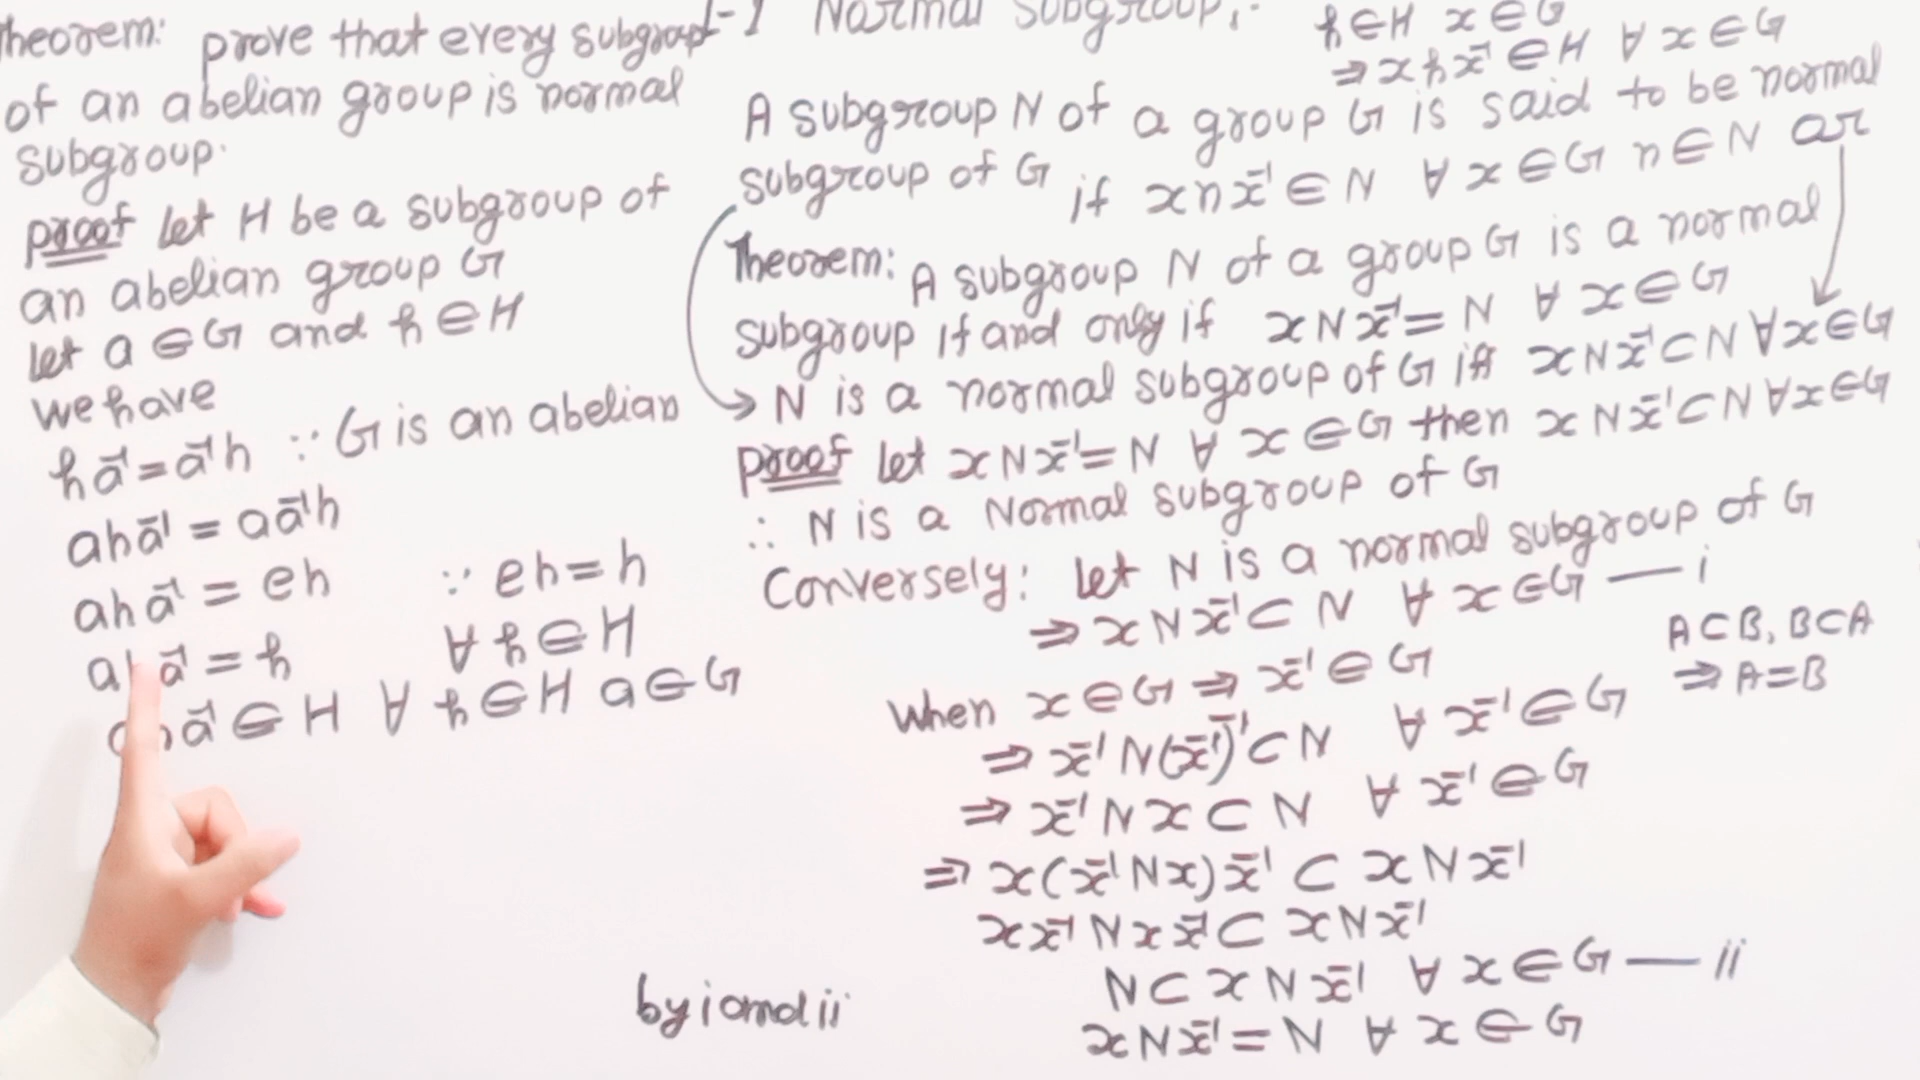 Theorem: prove that every subgroup
of an abelian group is normal
subgroup.
proof let H be a subgroup of
an abelian group G
let a ∈ G and h ∈ H
we have
ha⁻¹ = a⁻¹h ∵ G is an abelian
aha⁻¹ = aa⁻¹h
aha⁻¹ = eh ∵ eh = h
aha⁻¹ = h ∀ h ∈ H
aha⁻¹ ∈ H ∀ h ∈ H a ∈ G
Normal Subgroup:-
h ∈ H x ∈ G
⇒ xhx⁻¹ ∈ H ∀ x ∈ G
A subgroup N of a group G is said to be normal
subgroup of G if xnx⁻¹ ∈ N ∀ x ∈ G n ∈ N or
Theorem: A subgroup N of a group G is a normal
subgroup if and only if xNx⁻¹ = N ∀ x ∈ G
→ N is a normal subgroup of G iff xNx⁻¹ ⊂ N ∀ x ∈ G
proof let xNx⁻¹ = N ∀ x ∈ G then xNx⁻¹ ⊂ N ∀ x ∈ G
∴ N is a Normal subgroup of G
Conversely: let N is a normal subgroup of G
⇒ xNx⁻¹ ⊂ N ∀ x ∈ G — i
When x ∈ G ⇒ x⁻¹ ∈ G
A ⊂ B, B ⊂ A
⇒ A = B
⇒ x⁻¹N(x⁻¹)⁻¹ ⊂ N ∀ x⁻¹ ∈ G
⇒ x⁻¹Nx ⊂ N ∀ x⁻¹ ∈ G
⇒ x(x⁻¹Nx)x⁻¹ ⊂ xNx⁻¹
xx⁻¹Nxx⁻¹ ⊂ xNx⁻¹
N ⊂ xNx⁻¹ ∀ x ∈ G — ii
by i and ii xNx⁻¹ = N ∀ x ∈ G